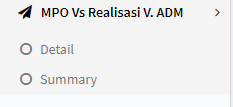 MPO Vs Realisasi V. ADM
Detail
Summary